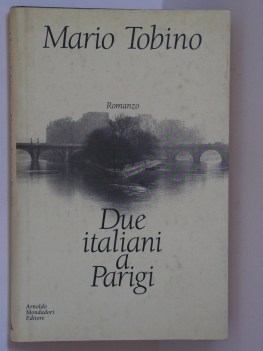 Mario Tobino
Romanzo
Due
italiani
a
Parigi
Arnoldo
Mondadori
Editore